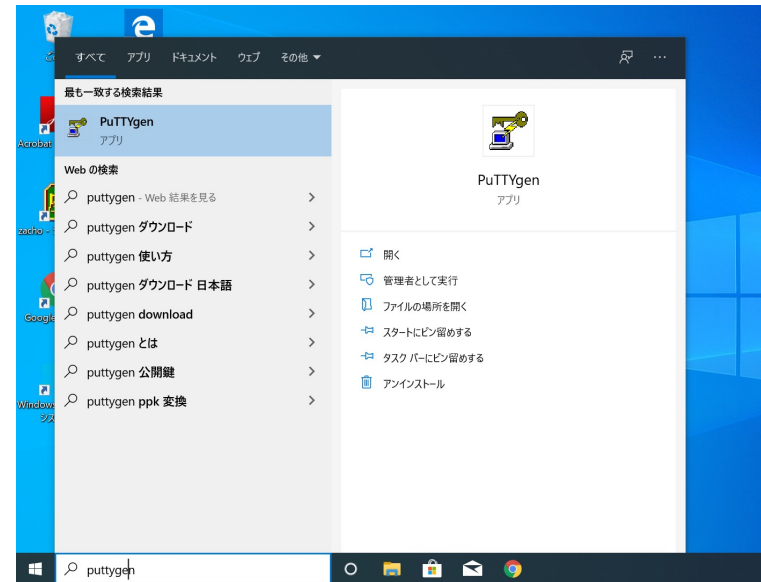 すべて アプリ ドキュメント ウェブ その他
最も一致する検索結果
PuTTYgen
アプリ
Web の検索
puttygen - Web 結果を見る
puttygen ダウンロード
puttygen 使い方
puttygen ダウンロード 日本語
puttygen download
puttygen とは
puttygen 公開鍵
puttygen ppk 変換
PuTTYgen
アプリ
開く
管理者として実行
ファイルの場所を開く
スタートにピン留めする
タスク バーにピン留めする
アンインストール
Acrobat
zacho -
Google
Windows
puttygen